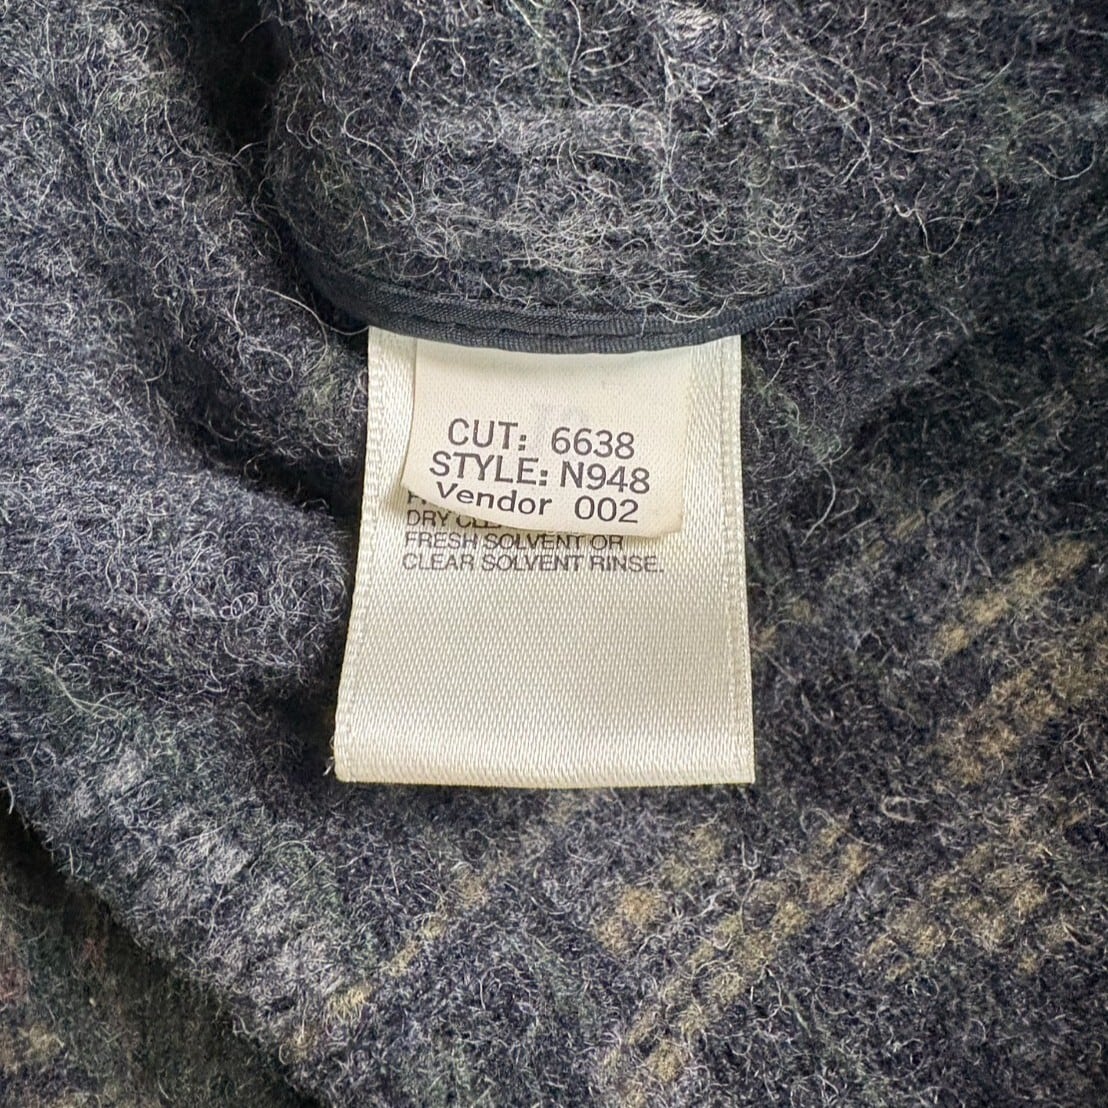 CUT: 6638
STYLE: N948
Vendor 002
DRY CLE
FRESH SOLVENT OR
CLEAR SOLVENT RINSE.